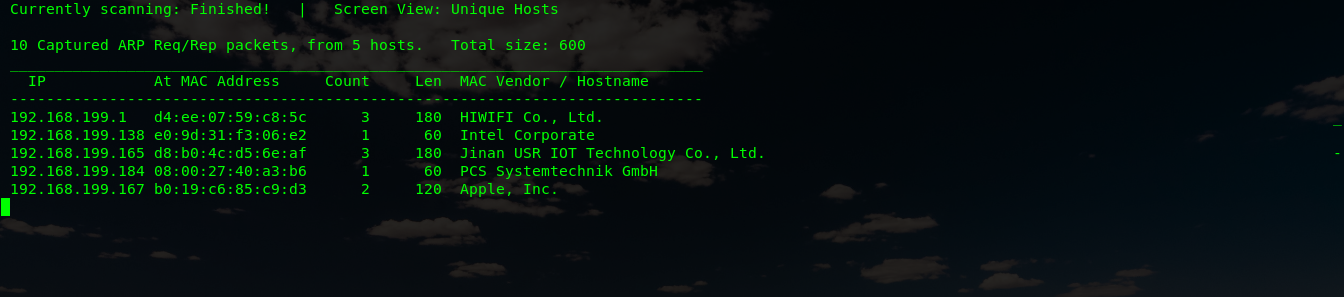 Currently scanning: Finished!   |   Screen View: Unique Hosts
10 Captured ARP Req/Rep packets, from 5 hosts.   Total size: 600
_____________________________________________________________________________
  IP            At MAC Address     Count     Len  MAC Vendor / Hostname
-----------------------------------------------------------------------------
192.168.199.1   d4:ee:07:59:c8:5c      3     180  HIWIFI Co., Ltd.
192.168.199.138 e0:9d:31:f3:06:e2      1      60  Intel Corporate
192.168.199.165 d8:b0:4c:d5:6e:af      3     180  Jinan USR IOT Technology Co., Ltd.
192.168.199.184 08:00:27:40:a3:b6      1      60  PCS Systemtechnik GmbH
192.168.199.167 b0:19:c6:85:c9:d3      2     120  Apple, Inc.